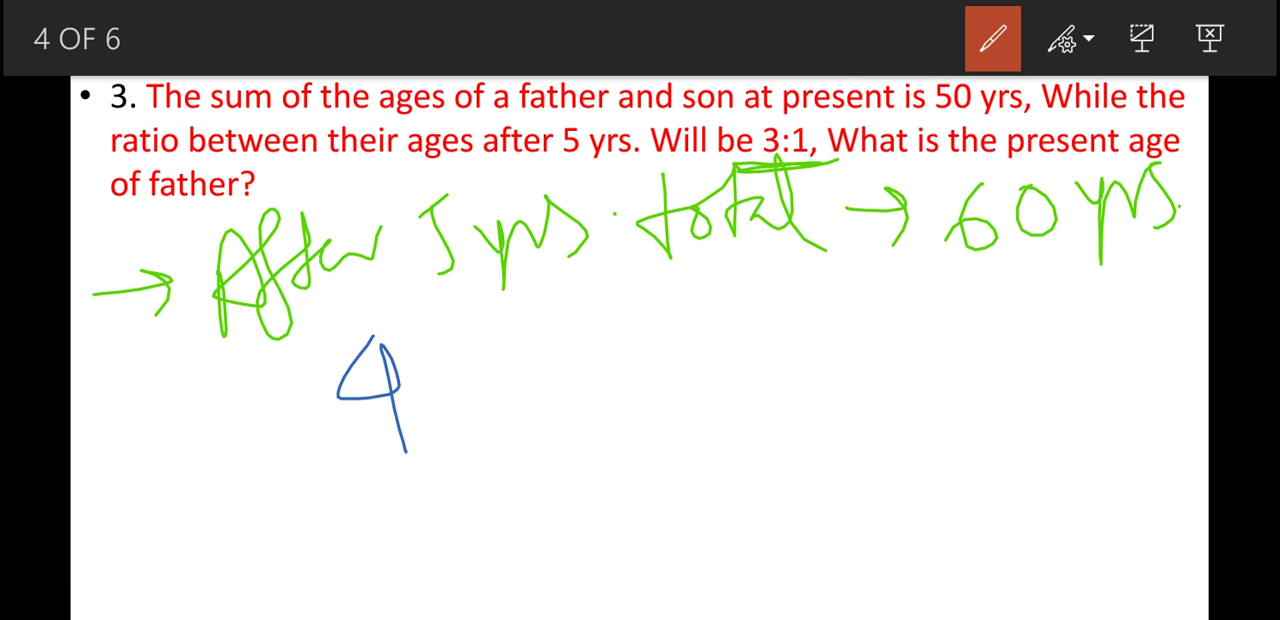 4 OF 6
• 3. The sum of the ages of a father and son at present is 50 yrs, While the
ratio between their ages after 5 yrs. Will be 3:1, What is the present age
of father?
→ After 5 yrs. total → 60 yrs.
4